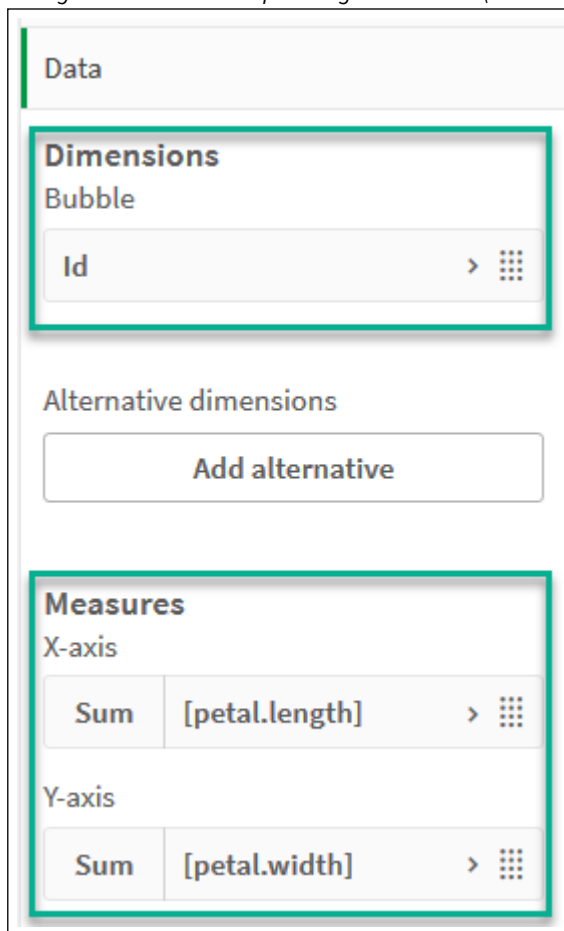 Data
Dimensions
Bubble
Id
Alternative dimensions
Add alternative
Measures
X-axis
Sum [petal.length]
Y-axis
Sum [petal.width]